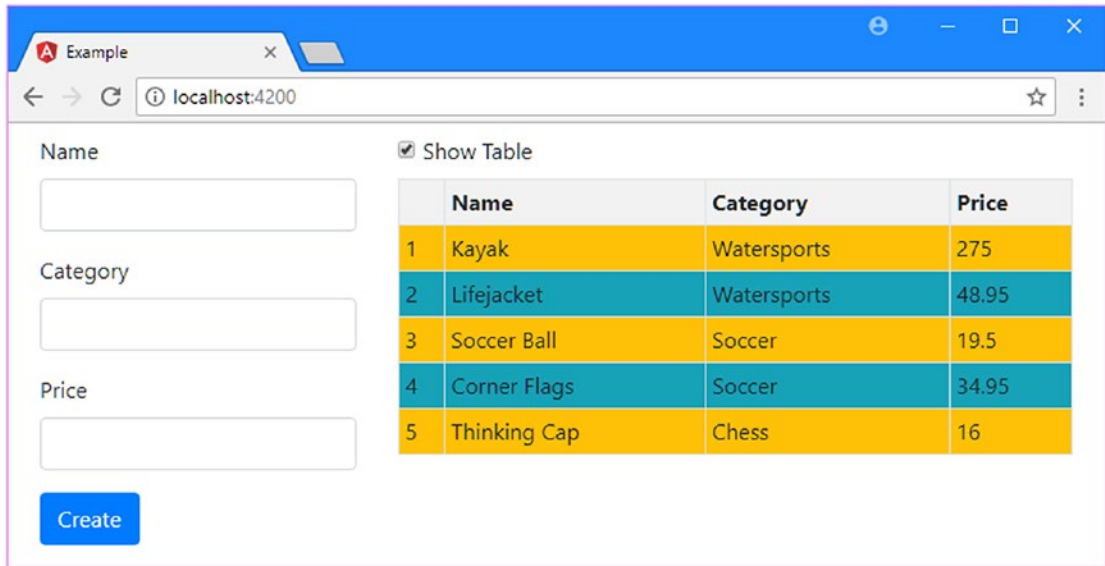 Example
localhost:4200
Name
Category
Price
Create
Show Table
Name Category Price
1 Kayak Watersports 275
2 Lifejacket Watersports 48.95
3 Soccer Ball Soccer 19.5
4 Corner Flags Soccer 34.95
5 Thinking Cap Chess 16